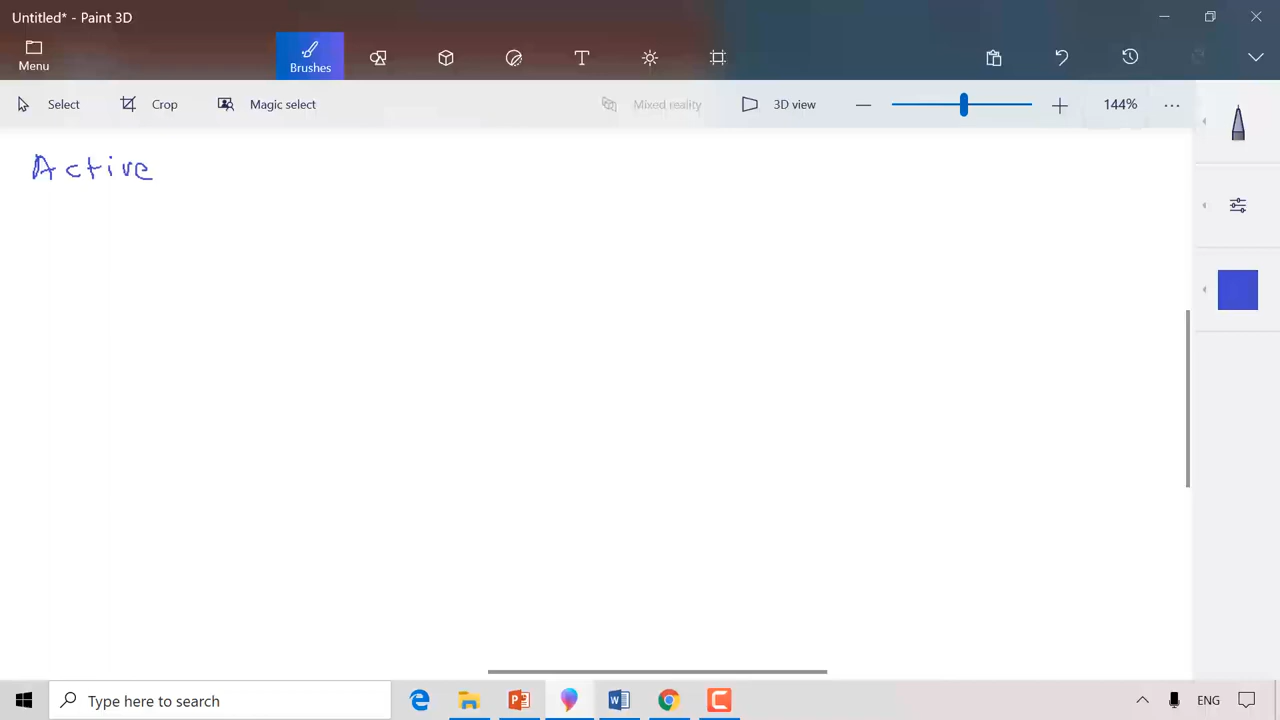 Untitled* - Paint 3D
Menu
Brushes
Select
Crop
Magic select
Mixed reality
3D view
144%
Active
Type here to search
ENG